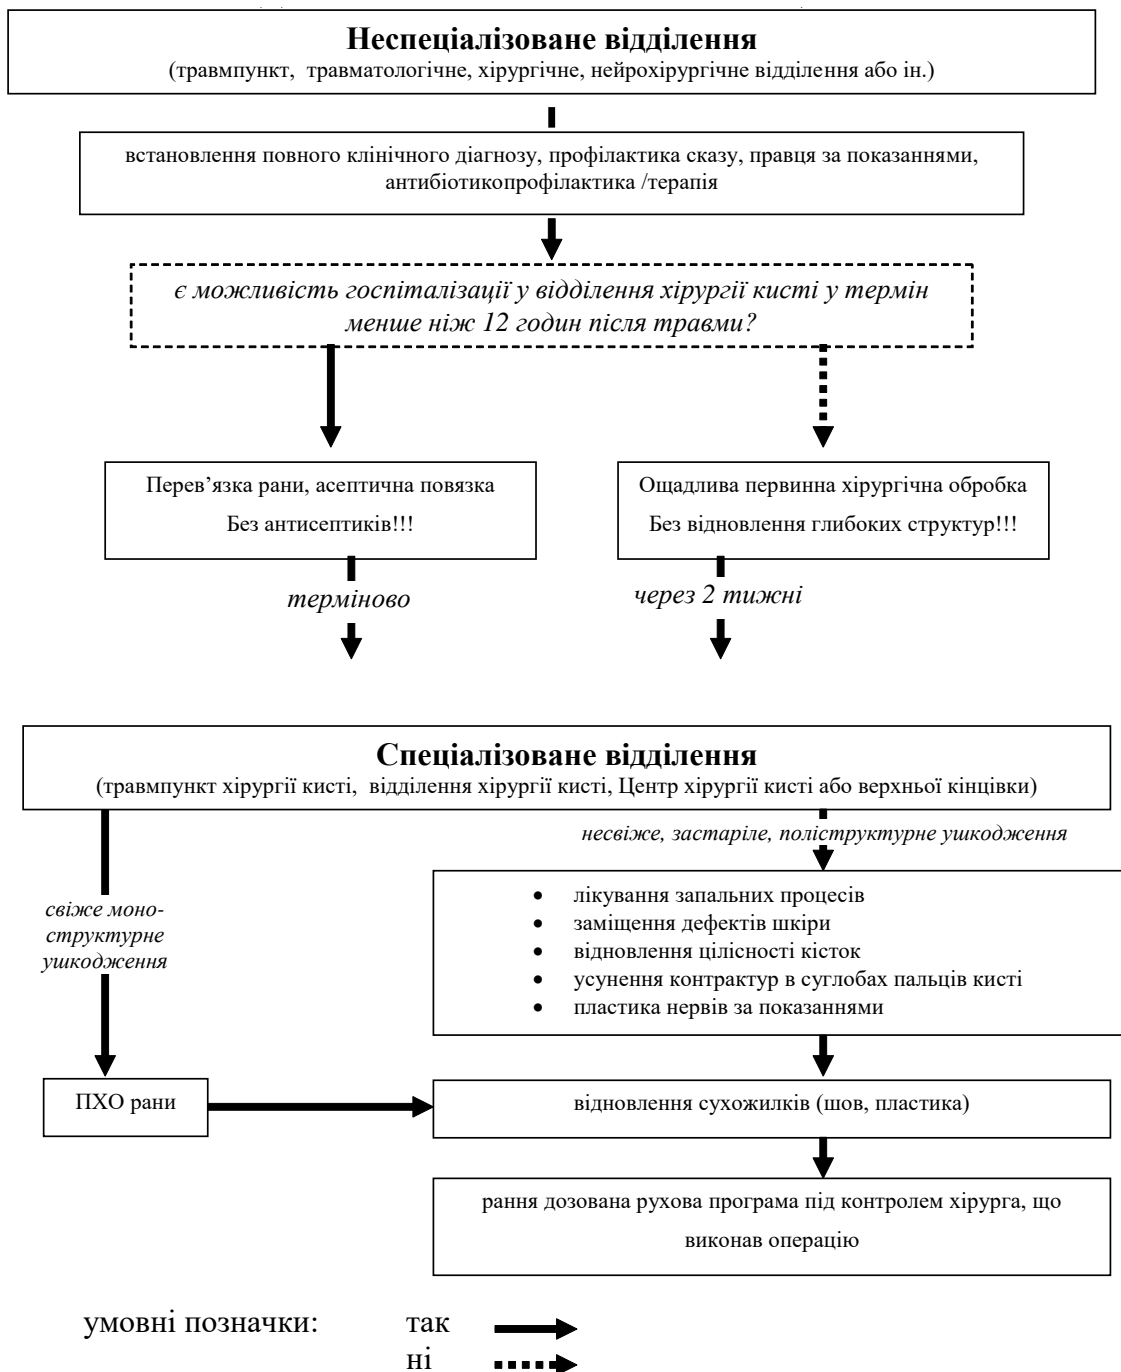 Неспеціалізоване відділення
(травмпункт, травматологічне, хірургічне, нейрохірургічне відділення або ін.)
встановлення повного клінічного діагнозу, профілактика сказу, правця за показаннями,
антибіотикопрофілактика /терапія
є можливість госпіталізації у відділення хірургії кисті у термін
менше ніж 12 годин після травми?
Перев’язка рани, асептична повязка
Без антисептиків!!!
Ощадлива первинна хірургічна обробка
Без відновлення глибоких структур!!!
терміново
через 2 тижні
Спеціалізоване відділення
(травмпункт хірургії кисті, відділення хірургії кисті, Центр хірургії кисті або верхньої кінцівки)
несвіже, застаріле, поліструктурне ушкодження
свіже моно-
структурне
ушкодження
• лікування запальних процесів
• заміщення дефектів шкіри
• відновлення цілісності кісток
• усунення контрактур в суглобах пальців кисті
• пластика нервів за показаннями
ПХО рани
відновлення сухожилків (шов, пластика)
рання дозована рухова програма під контролем хірурга, що
виконав операцію
умовні позначки:
так
ні